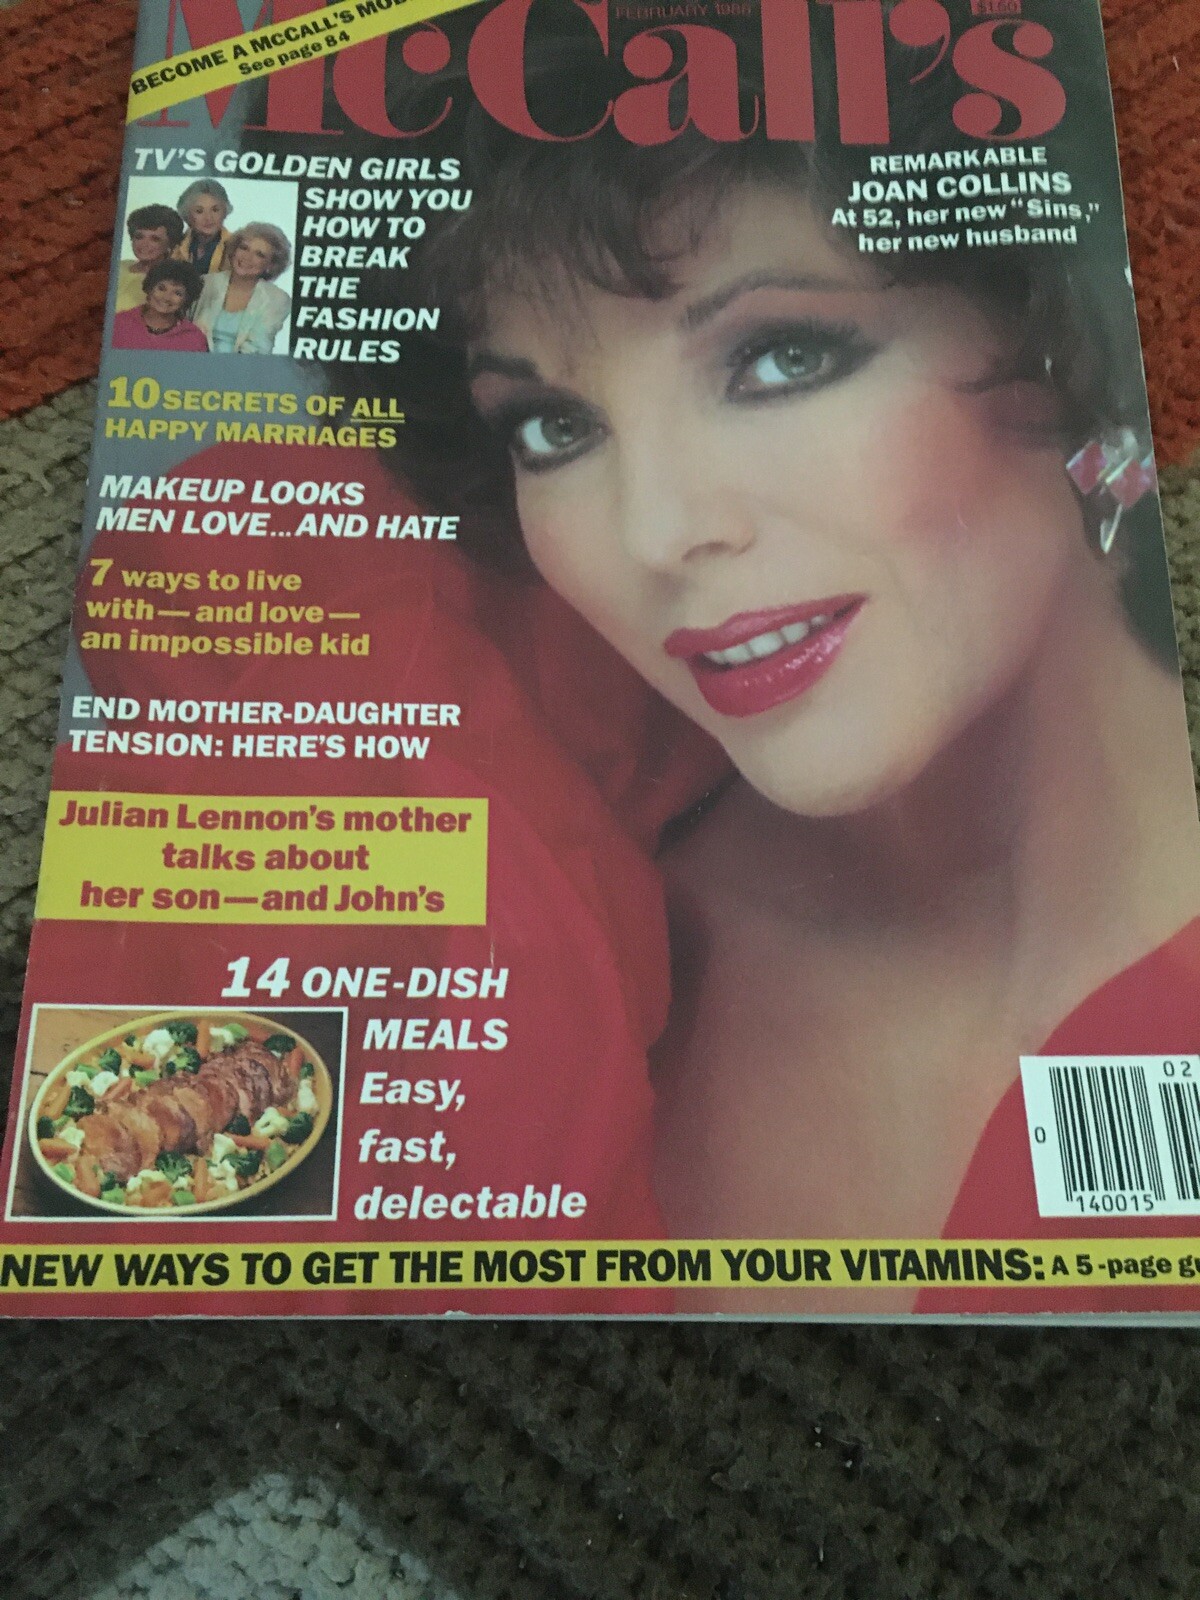 BECOME A McCALL'S
See page 84
McCall's
FEBRUARY 1986
$1.50
TV'S GOLDEN GIRLS
SHOW YOU
HOW TO
BREAK
THE
FASHION
RULES
REMARKABLE
JOAN COLLINS
At 52, her new "Sins,"
her new husband
10 SECRETS OF ALL
HAPPY MARRIAGES
MAKEUP LOOKS
MEN LOVE...AND HATE
7 ways to live
with—and love—
an impossible kid
END MOTHER-DAUGHTER
TENSION: HERE'S HOW
Julian Lennon's mother
talks about
her son—and John's
14 ONE-DISH
MEALS
Easy,
fast,
delectable
02
0
140015
NEW WAYS TO GET THE MOST FROM YOUR VITAMINS: A 5-page